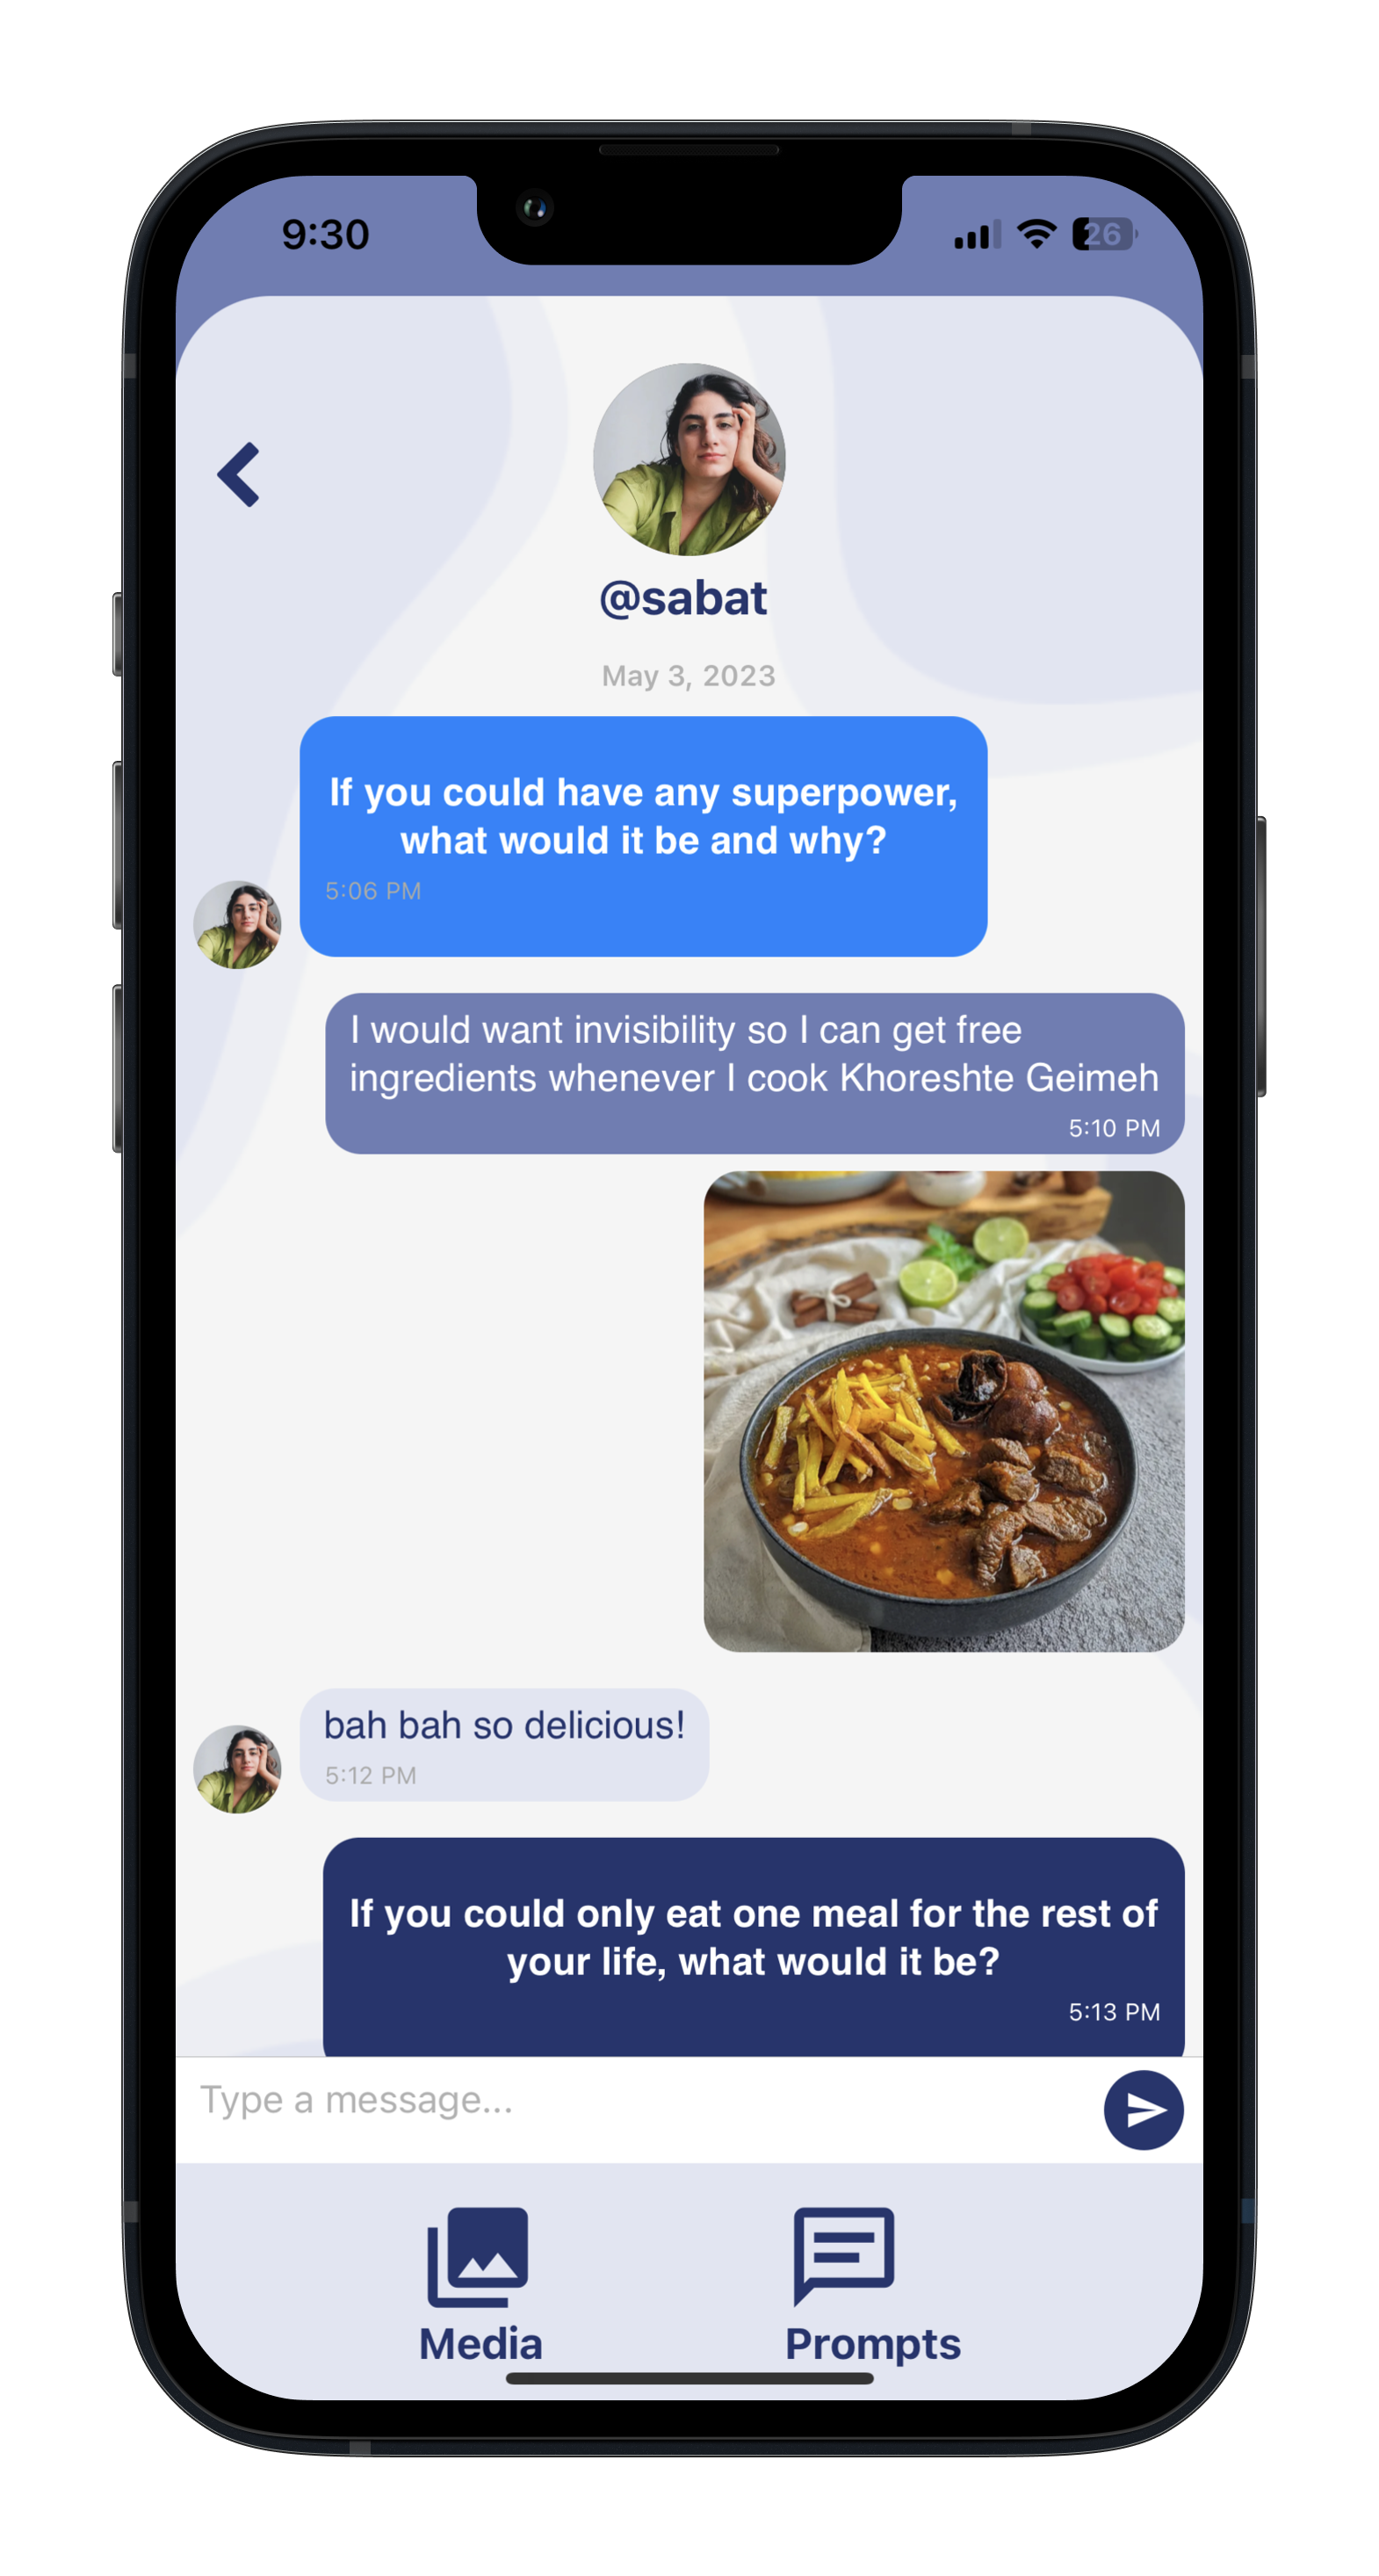 9:30
26
@sabat
May 3, 2023
If you could have any superpower,
what would it be and why?
5:06 PM
I would want invisibility so I can get free
ingredients whenever I cook Khoreshte Geimeh
5:10 PM
bah bah so delicious!
5:12 PM
If you could only eat one meal for the rest of
your life, what would it be?
5:13 PM
Type a message...
Media
Prompts